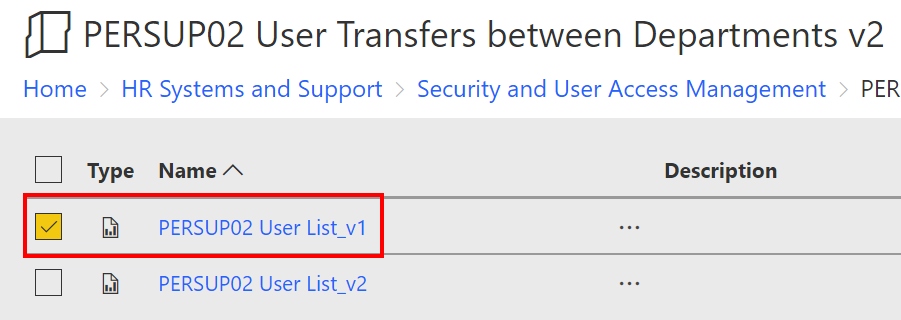 PERSUP02 User Transfers between Departments v2
Home > HR Systems and Support > Security and User Access Management > PER
Type Name Description
PERSUP02 User List_v1 ...
PERSUP02 User List_v2 ...